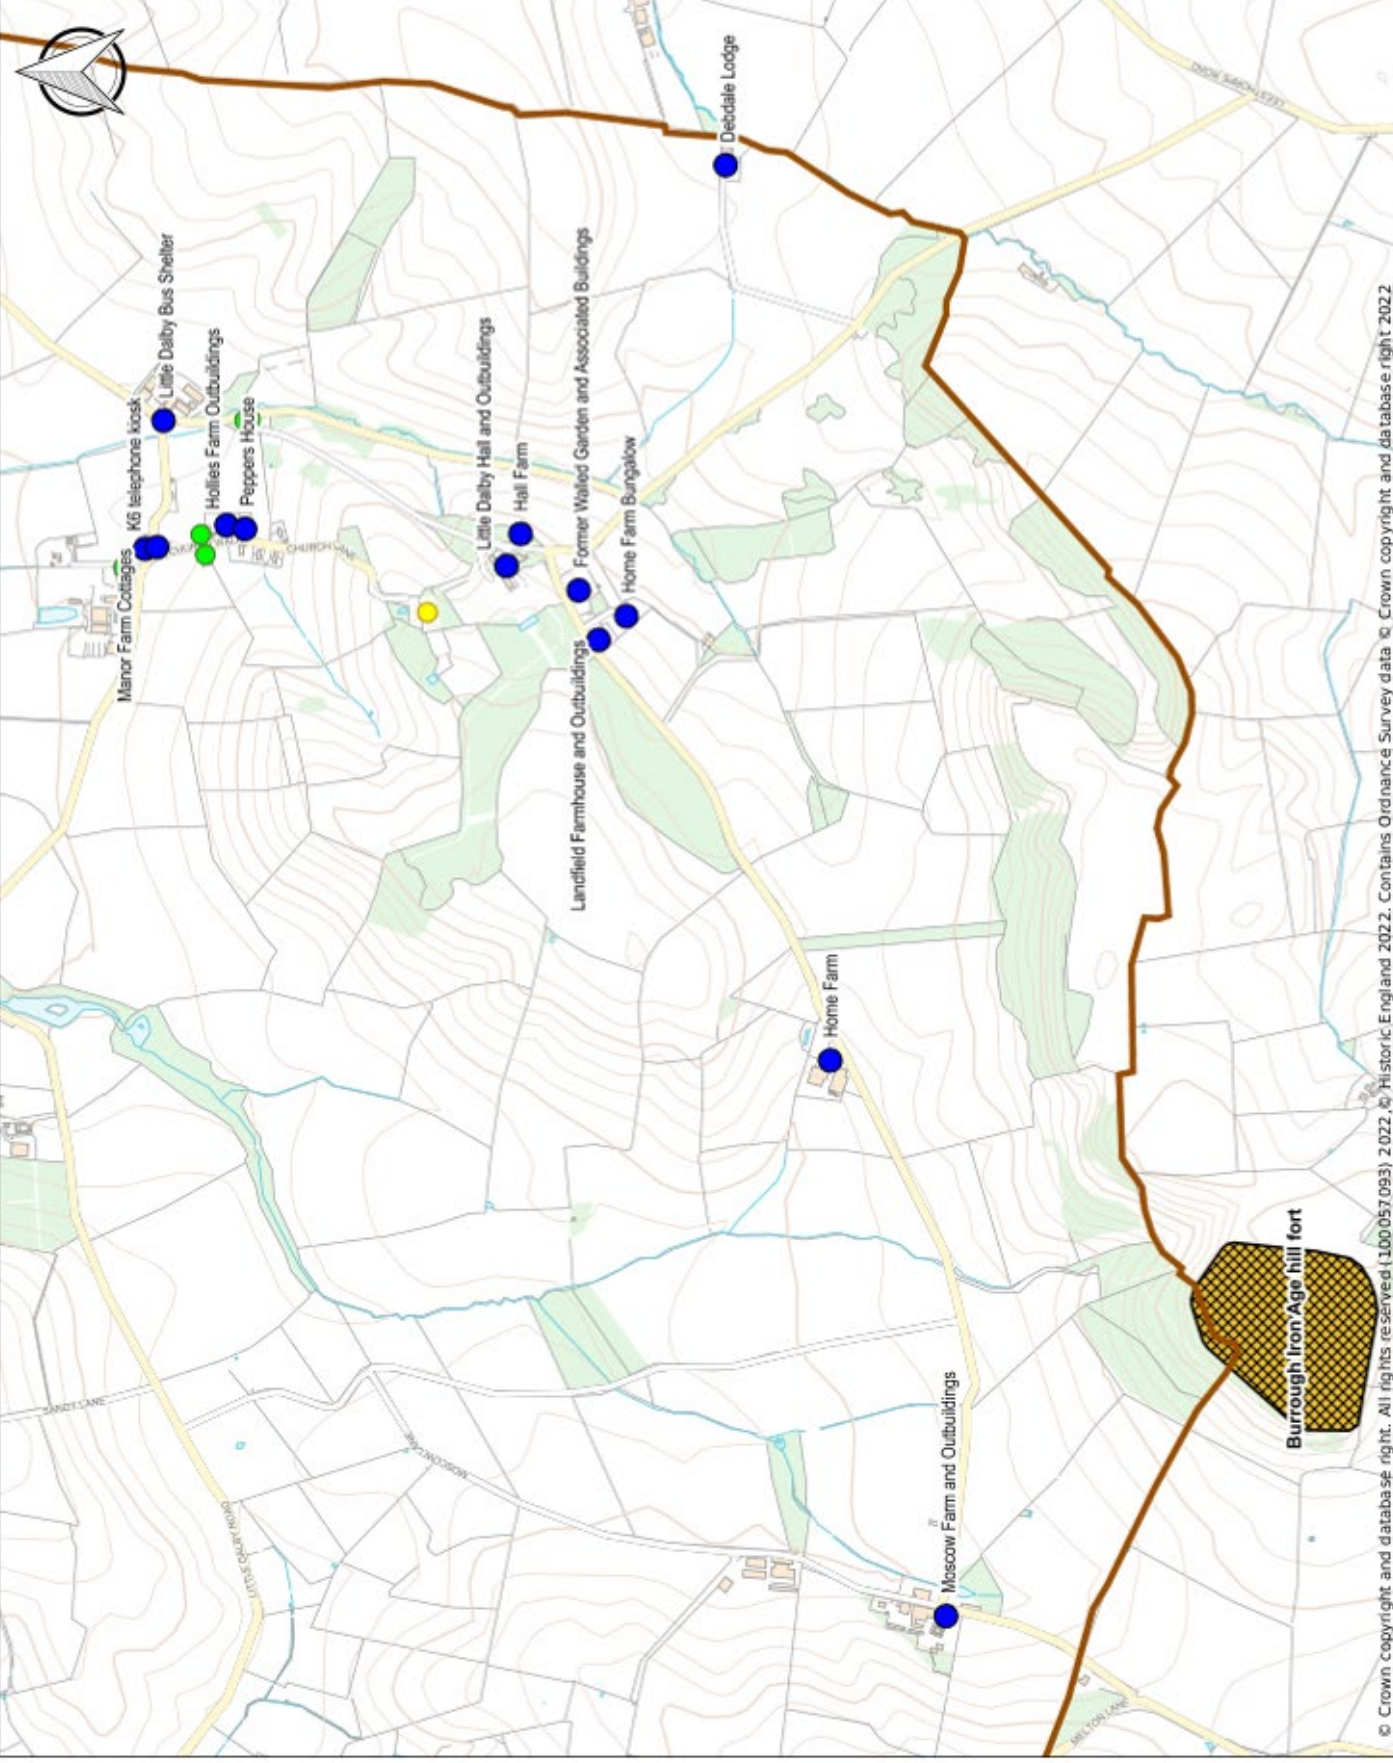 Manor Farm Cottages
K6 telephone kiosk
Little Dalby Bus Shelter
Hollies Farm Outbuildings
Peppers House
CHURCH LANE
Little Dalby Hall and Outbuildings
Hall Farm
Former Walled Garden and Associated Buildings
Landfield Farmhouse and Outbuildings
Home Farm Bungalow
Debdale Lodge
LEESTHORPE ROAD
SANDY LANE
MOSCOW LANE
LITTLE DALBY ROAD
Home Farm
Moscow Farm and Outbuildings
MELTON LANE
Burrough Iron Age hill fort
© Crown copyright and database right. All rights reserved (100057093) 2022 © Historic England 2022. Contains Ordnance Survey data © Crown copyright and database right 2022